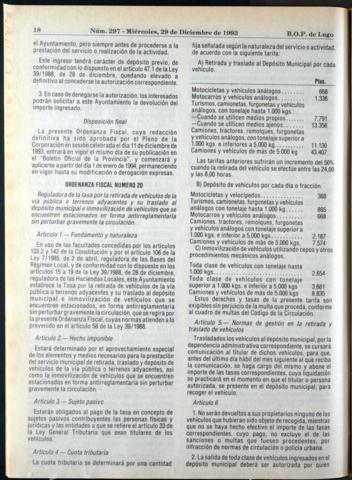 18 Núm. 297 - Miércoles, 29 de Diciembre de 1993 B.O.P. de Lugo
el Ayuntamiento, pero siempre antes de procederse a la
prestación del servicio o realización de la actividad.
Este ingreso tendrá carácter de depósito previo, de
conformidad con lo dispuesto en el artículo 47.1 de la Ley
39/1988, de 28 de diciembre, quedando elevado a
definitivo al concederse la autorización correspondiente.
3. En caso de denegarse la autorización, los interesados
podrán solicitar a este Ayuntamiento la devolución del
importe ingresado.
Disposición final
La presente Ordenanza Fiscal, cuya redacción
definitiva ha sido aprobada por el Pleno de la
Corporación en sesión celebrada el día 11 de diciembre de
1993, entrará en vigor el mismo día de su publicación en
el "Boletín Oficial de la Provincia", y comenzará y
aplicarse a partir del día 1 de enero de 1994, permaneciendo
en vigor hasta su modificación o derogación expresas.
ORDENANZA FISCAL NUMERO 20
Reguladora de la tasa por la retirada de vehículos de la
vía pública o terrenos adyacentes y su traslado al
depósito municipal e inmovilización de vehículos que se
encuentren estacionados en forma antirreglamentaria
sin perturbar gravemente la circulación.
Artículo 1.— Fundamento y naturaleza
En uso de las facultades concedidas por los artículos
133.2 y 142 de la Constitución y por el artículo 106 de la
Ley 7/1985, de 2 de abril, reguladora de las Bases del
Régimen Local, y de conformidad con lo dispuesto en los
artículos 15 a 19 de la Ley 39/1988, de 28 de diciembre,
reguladora de las Haciendas Locales, este Ayuntamiento
establece la Tasa por la retirada de vehículos de la vía
pública o terrenos adyacentes y su traslado al depósito
municipal e inmovilización de vehículos que se
encuentren estacionados, en forma antirreglamentaria
sin perturbar gravemente la circulación, que se regirá por
la presente Ordenanza Fiscal, cuyas normas atienden a lo
prevenido en el artículo 58 de la Ley 39/1988.
Artículo 2.— Hecho imponible
Estará determinado por el aprovechamiento especial
de los elementos y medios necesarios para la prestación
del servicio municipal de retirada, traslado y depósito de
vehículos de la vía pública o terrenos adyacentes, así
como la inmovilización de vehículos que se encuentren
estacionados en forma antirreglamentaria sin perturbar
gravemente la circulación.
Artículo 3.— Sujeto pasivo
Estarán obligados al pago de la tasa en concepto de
sujetos pasivos contribuyentes las personas físicas y
jurídicas y las entidades a que se refiere el artículo 33 de
la Ley General Tributaria que sean titulares de los
vehículos.
Artículo 4.— Cuota tributaria
La cuota tributaria se determinará por una cantidad
fija señalada según la naturaleza del servicio o actividad,
de acuerdo con la siguiente tarifa:
A) Retirada y traslado al Depósito Municipal por cada
vehículo.
Ptas.
Motocicletas y vehículos análogos 668
Motocarros y vehículos análogos 1.336
Turismos, camionetas, furgonetas y vehículos
análogos, con tonelaje hasta 1.000 kgs.:
—Cuando se utilicen medios propios 7.791
—Cuando se utilicen medios ajenos 13.356
Camiones, tractores, remolques, furgonetas
y vehículos análogos, con tonelaje superior a
1.000 kgs. e inferiores a 5.000 kgs. 11.130
Camiones y vehículos de más de 5.000 kg 43.407
Las tarifas anteriores sufrirán un incremento del 50%
cuando la retirada del vehículo se efectúe entre las 24,00
y las 8,00 horas.
B) Depósito de vehículos por cada día o fracción.
Motocicletas y velocípedos 368
Turismos, camionetas, furgonetas y vehículos
análogos con tonelaje hasta 1.000 kgs. 885
Motocarros y vehículos análogos 668
Camiones, tractores, remolques, furgonetas
y vehículos análogos con tonelaje superior a
1.000 kgs. e inferior a 5.000 kgs. 2.187
Camiones y vehículos de más de 5.000 kgs. 7.574
C) Inmovilización de vehículos utilizando cepos y otros
procedimientos mecánicos análogos.
Toda clase de vehículos con tonelaje hasta
1.000 kgs. 2.654
Toda clase de vehículos con tonelaje
superior a 1.000 kgs. e inferior a 5.000 kg 3.661
Camiones y vehículos de más de 5.000 kgs. 8.835
Estos derechos y tasas de la presente tarifa son
exigibles sin perjuicio de la multa que proceda, conforme
al cuadro de multas del Código de la Circulación.
Artículo 5.— Normas de gestión en la retirada y
traslado de vehículos
Trasladados los vehículos al depósito municipal, por la
dependencia administrativa correspondiente, se cursará
comunicación al titular de dichos vehículos, para que,
antes del último día hábil del mes siguiente al que reciba
la comunicación, se haga cargo del mismo y abone el
importe de las tasas correspondientes, cuya liquidación
se practicará en el momento en que el titular o persona
autorizada, se presente en el depósito municipal, para
recoger el vehículo.
Artículo 6
1. No serán devueltos a sus propietarios ninguno de los
vehículos que hubieran sido objeto de recogida, mientras
que no se haya hecho efectivo el importe de las tasas
correspondientes, cuyo pago, no excluye el de las
sanciones o multas que fuesen procedentes, por
infracción de normas de circulación o policía urbana.
2. La salida de toda clase de vehículos ingresados en el
depósito municipal deberá ser autorizada por quien